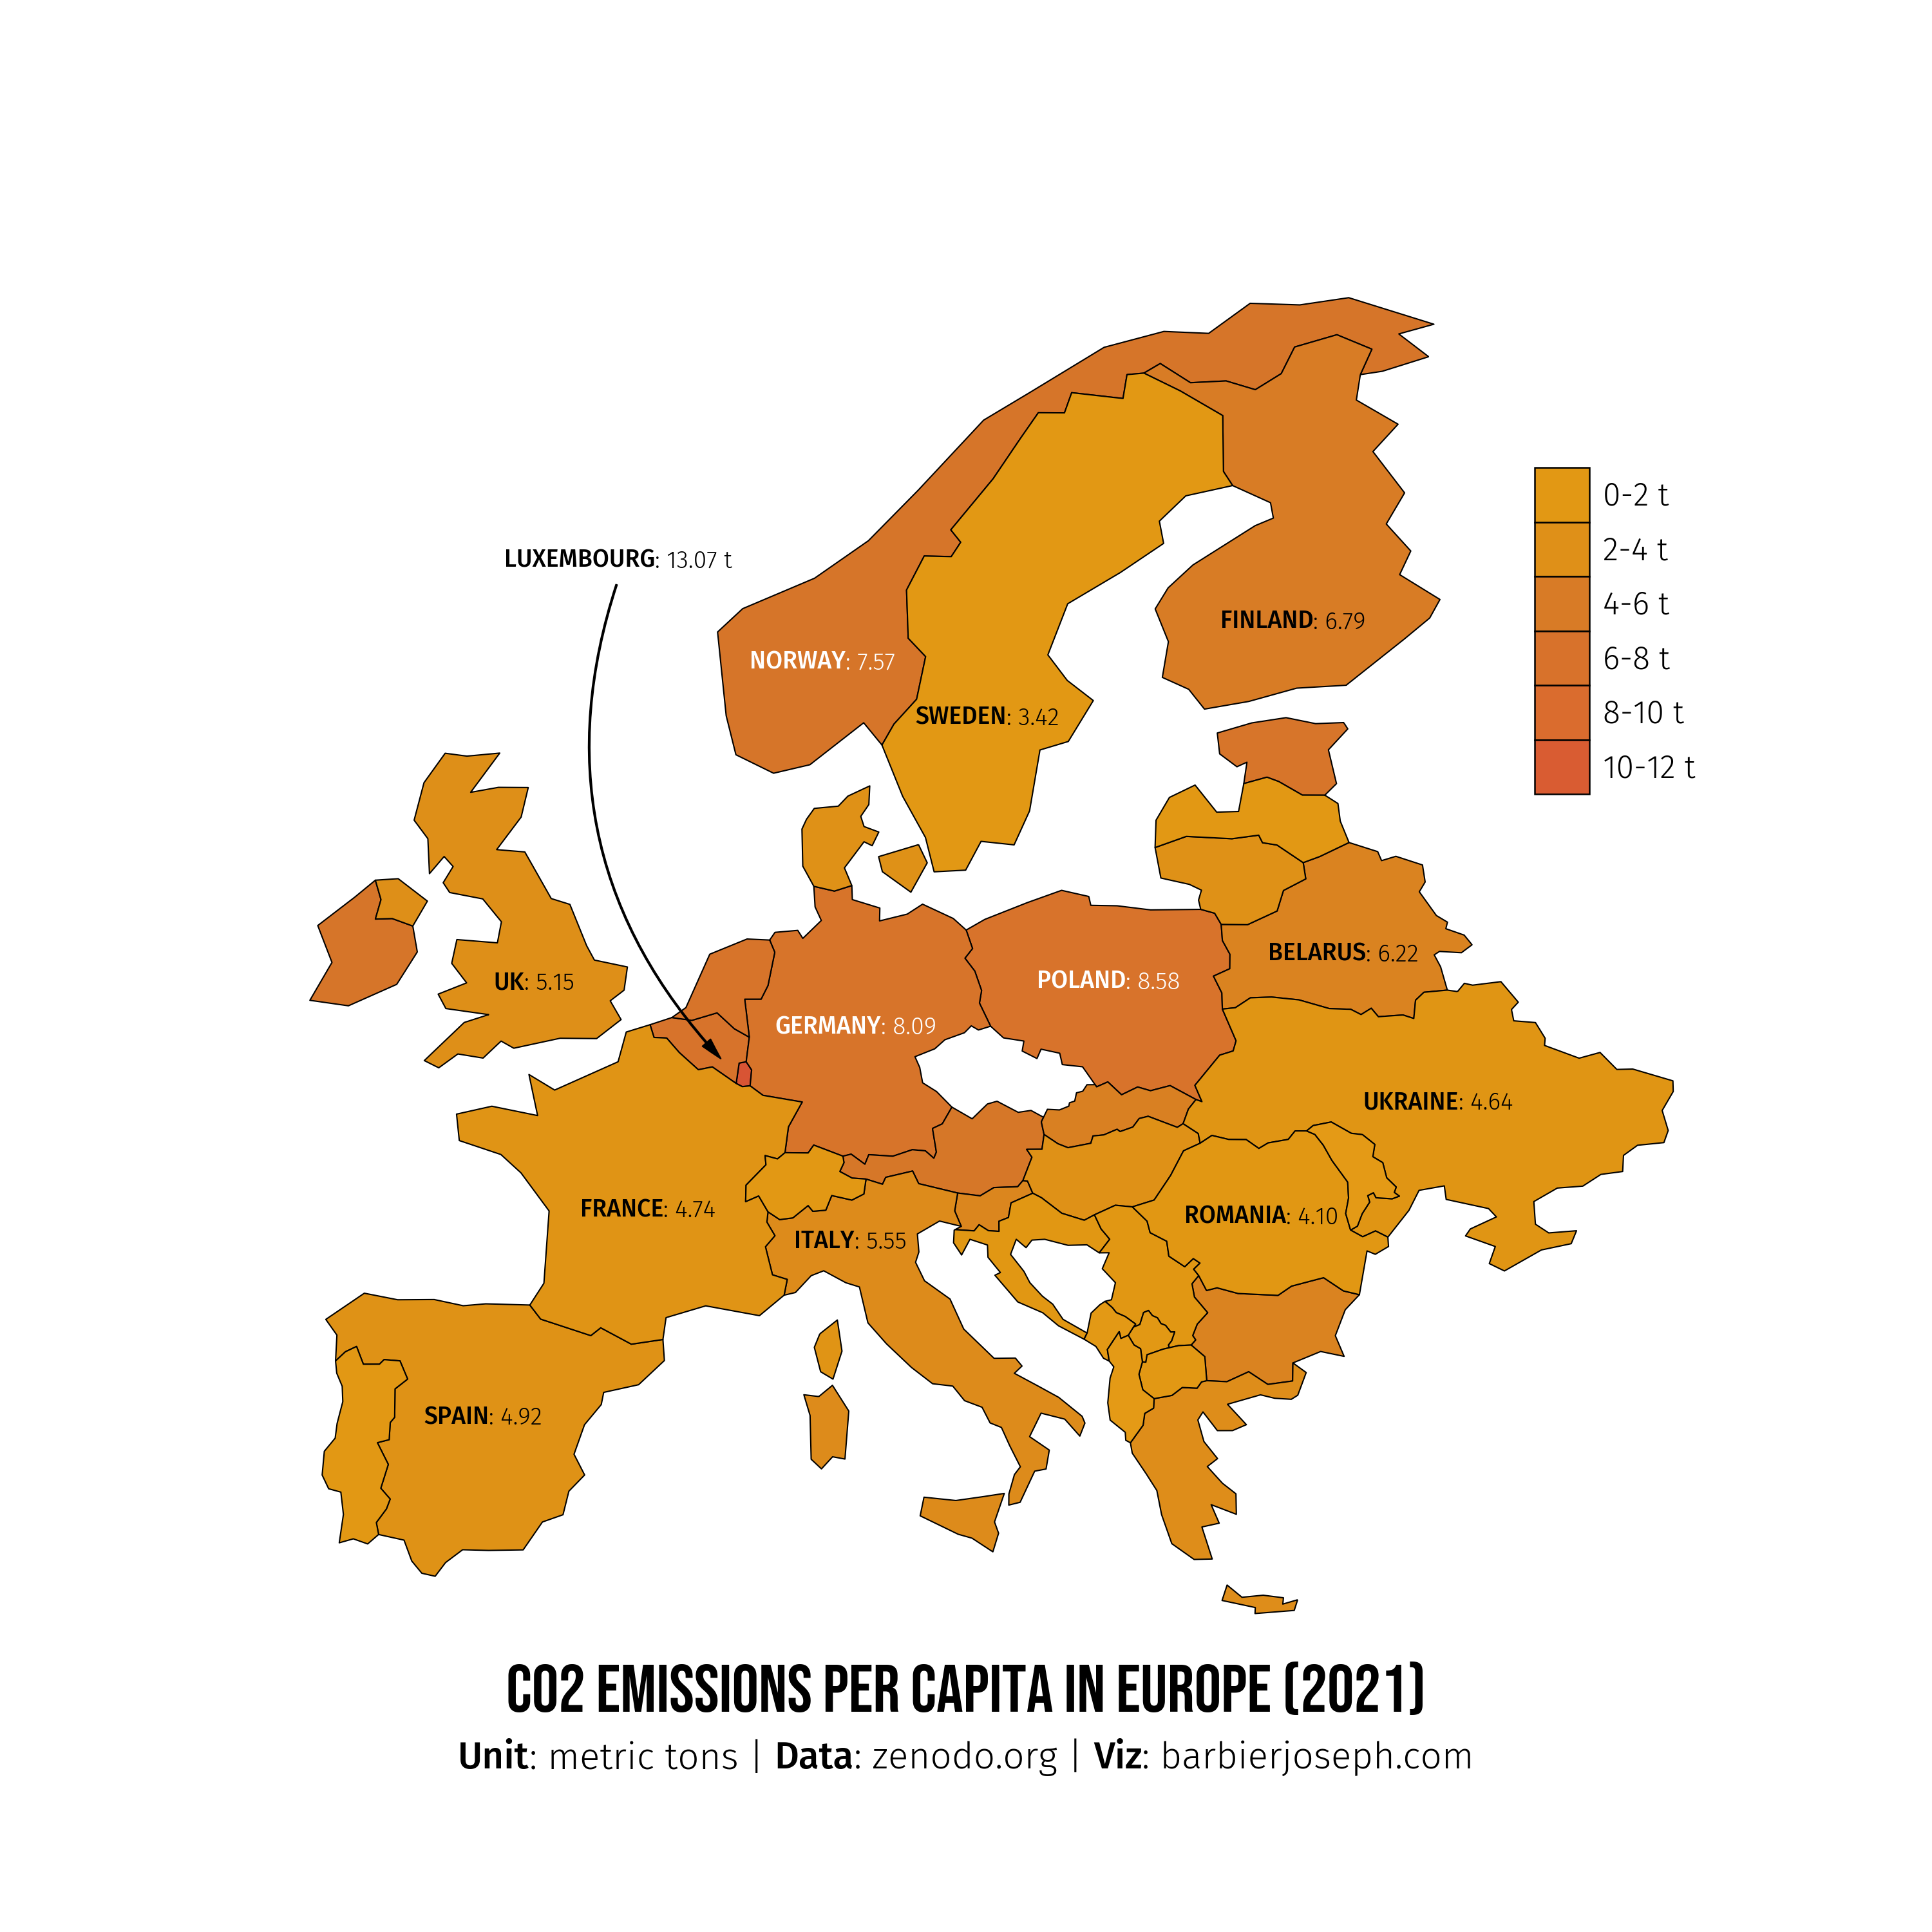 0-2 t
2-4 t
LUXEMBOURG: 13.07 t
4-6 t
FINLAND: 6.79
NORWAY: 7.57
6-8 t
SWEDEN: 3.42
8-10 t
10-12 t
BELARUS: 6.22
UK: 5.15
POLAND: 8.58
GERMANY: 8.09
UKRAINE: 4.64
FRANCE: 4.74
ROMANIA: 4.10
ITALY: 5.55
SPAIN: 4.92
CO2 EMISSIONS PER CAPITA IN EUROPE (2021)
Unit: metric tons | Data: zenodo.org | Viz: barbierjoseph.com